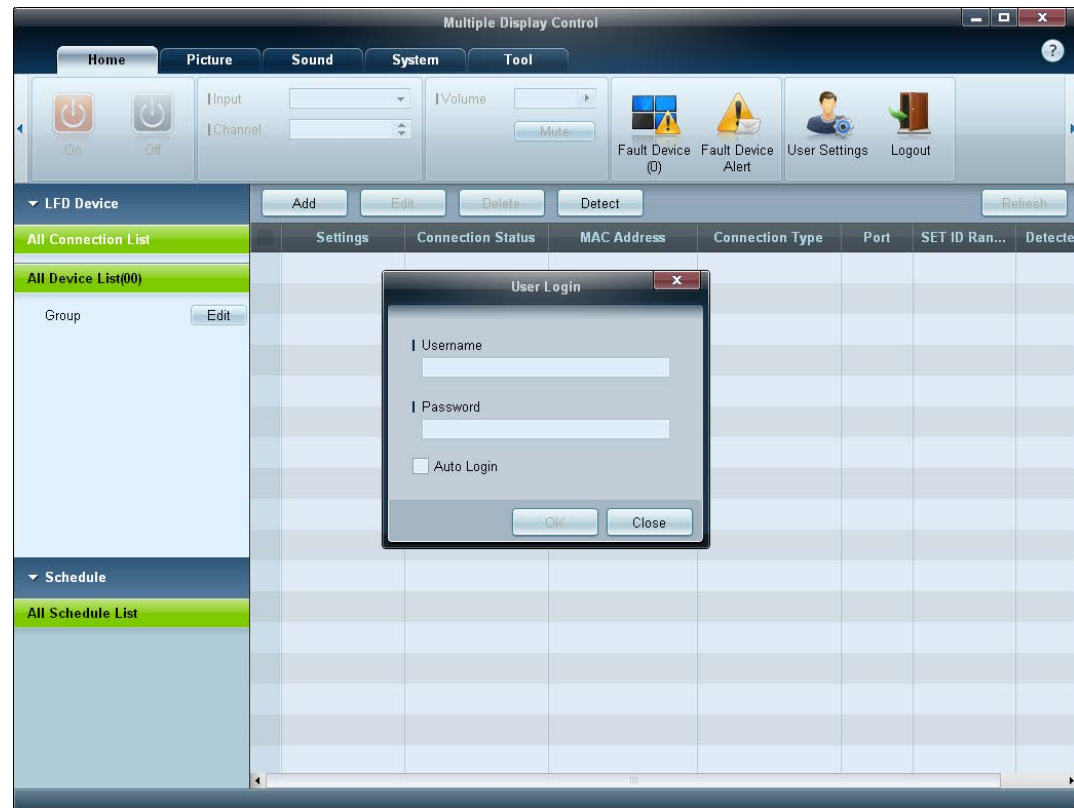 Multiple Display Control
Home Picture Sound System Tool
Input
Channel
Volume
Mute
On Off
Fault Device (0)
Fault Device Alert
User Settings
Logout
LFD Device
All Connection List
All Device List(00)
Group Edit
Add Edit Delete Detect Refresh
Settings Connection Status MAC Address Connection Type Port SET ID Ran... Detecte
User Login
Username
Password
Auto Login
OK Close
Schedule
All Schedule List